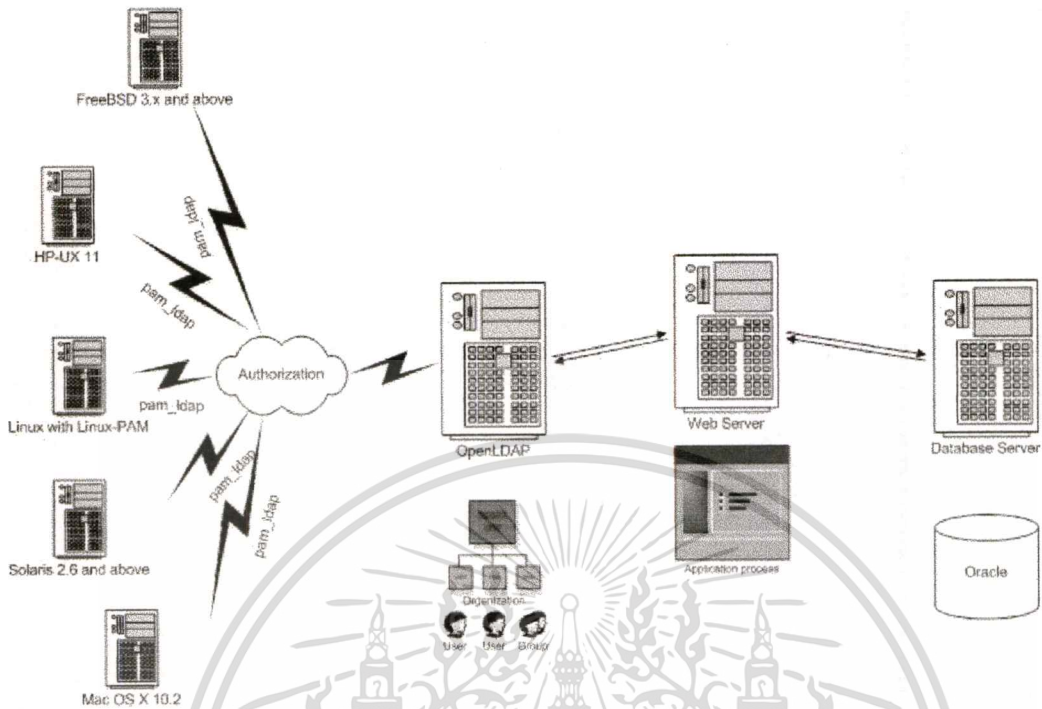 FreeBSD 3.x and above
pam_ldap
HP-UX 11
pam_ldap
Authorization
pam_ldap
Linux with Linux-PAM
pam_ldap
Solaris 2.6 and above
pam_ldap
Mac OS X 10.2
OpenLDAP
Web Server
Database Server
User
User
Group
Application process
Oracle